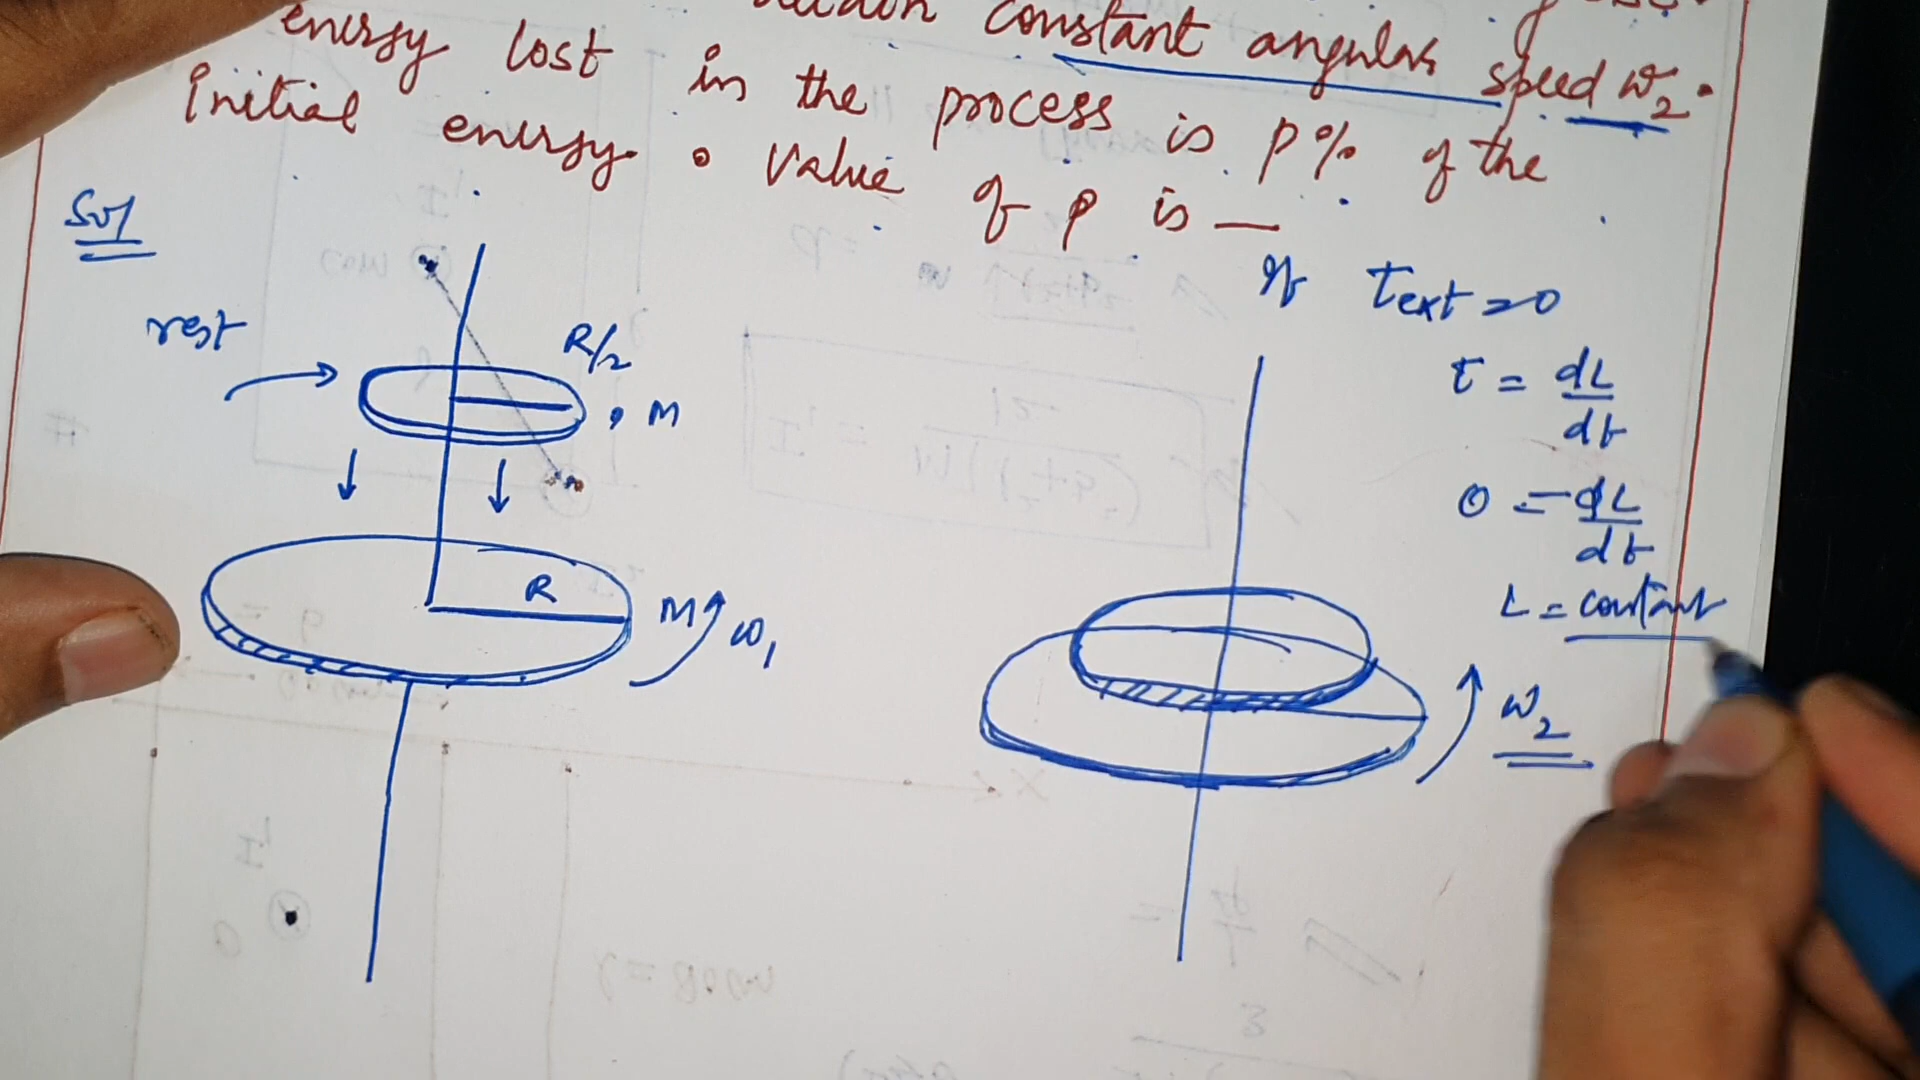 constant angular speed ω₂.
energy lost in the process is p% of the
initial energy. value of p is —
Sol
If τext = 0
rest
R/2
, M
τ = dL/dt
0 = dL/dt
L = constant
R
M
ω₁
ω₂